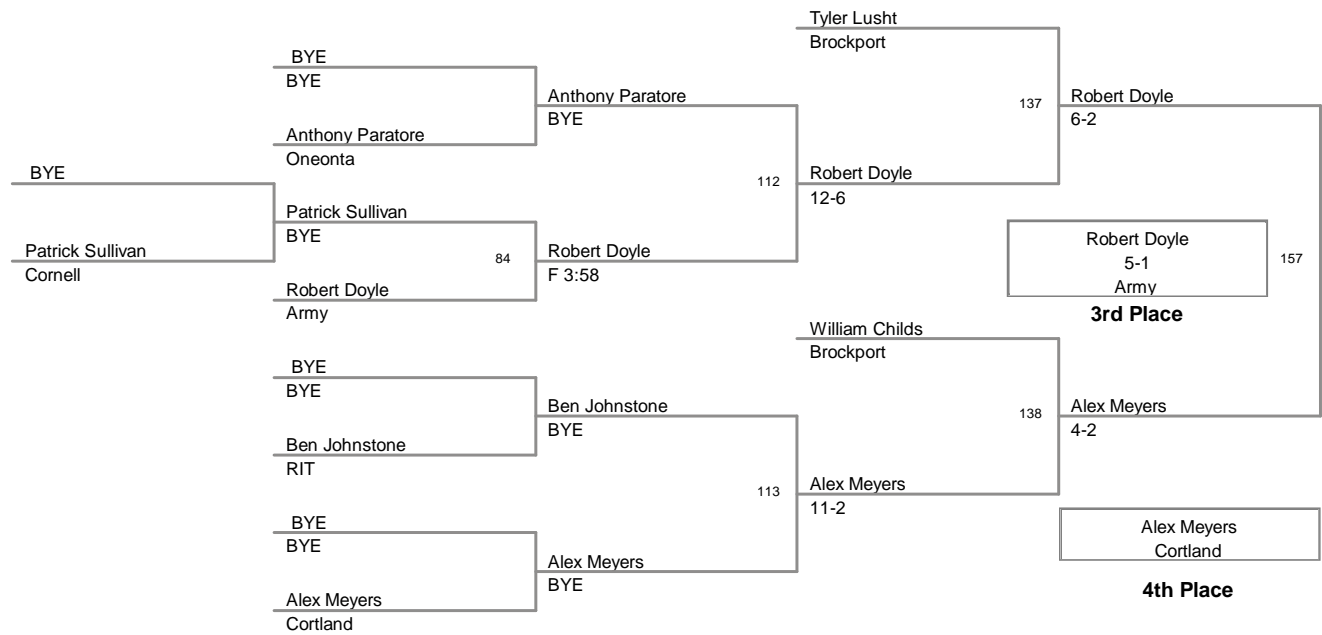 Tyler Lusht
Brockport
BYE
BYE
Anthony Paratore
BYE
137
Robert Doyle
6-2
Anthony Paratore
Oneonta
BYE
112
Robert Doyle
12-6
Patrick Sullivan
BYE
Patrick Sullivan
Cornell
84
Robert Doyle
F 3:58
Robert Doyle
5-1
Army
157
Robert Doyle
Army
3rd Place
William Childs
Brockport
BYE
BYE
Ben Johnstone
BYE
138
Alex Meyers
4-2
Ben Johnstone
RIT
113
Alex Meyers
11-2
BYE
BYE
Alex Meyers
Cortland
Alex Meyers
BYE
4th Place
Alex Meyers
Cortland